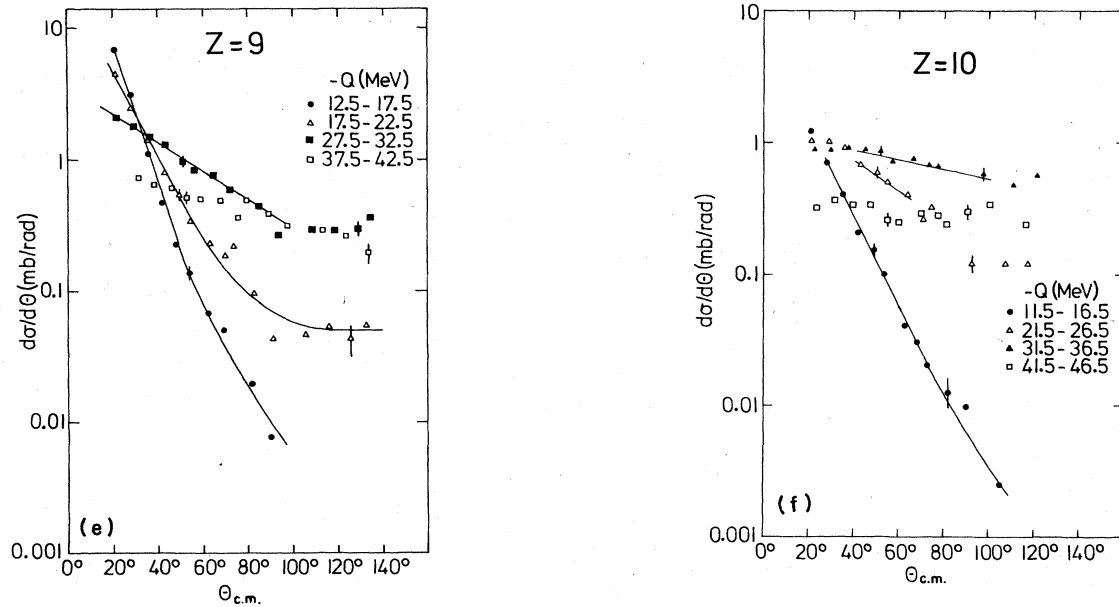 Z=9
-Q (MeV)
● 12.5-17.5
△ 17.5-22.5
■ 27.5-32.5
□ 37.5-42.5
10
1
0.1
0.01
0.001
dσ/dΘ(mb/rad)
(e)
0° 20° 40° 60° 80° 100° 120° 140°
Θc.m.
Z=10
-Q (MeV)
● 11.5-16.5
△ 21.5-26.5
▲ 31.5-36.5
□ 41.5-46.5
10
1
0.1
0.01
0.001
dσ/dΘ(mb/rad)
(f)
0° 20° 40° 60° 80° 100° 120° 140°
Θc.m.